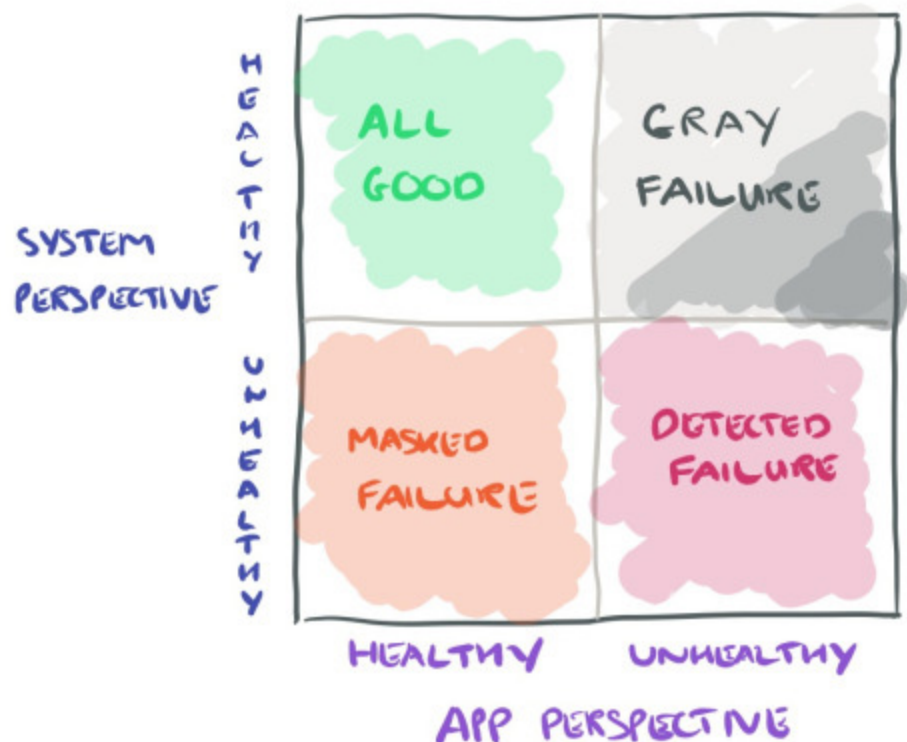 HEALTHY
ALL
GOOD
GRAY
FAILURE
SYSTEM
PERSPECTIVE
UNHEALTHY
MASKED
FAILURE
DETECTED
FAILURE
HEALTHY
UNHEALTHY
APP PERSPECTIVE